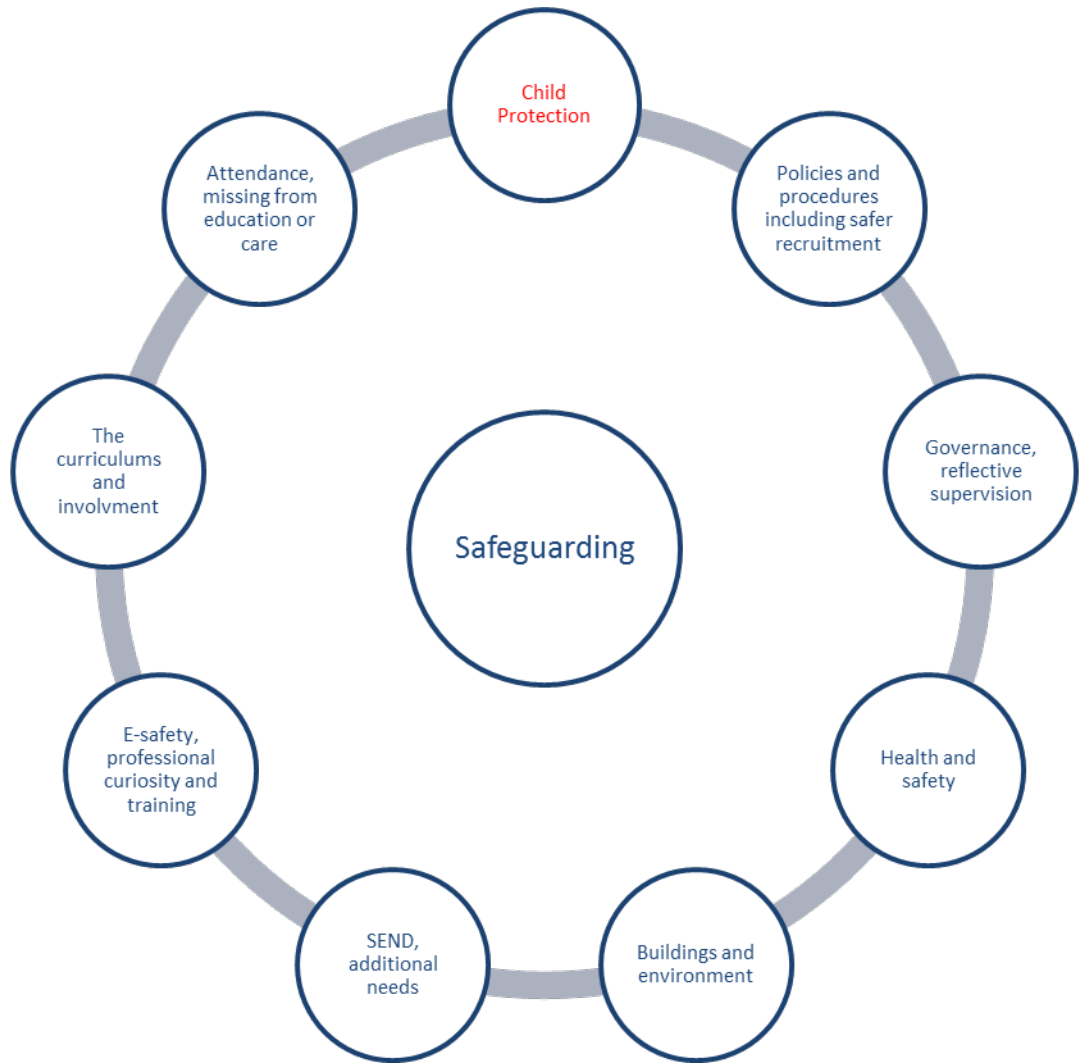 Child
Protection
Policies and
procedures
including safer
recruitment
Governance,
reflective
supervision
Health and
safety
Buildings and
environment
SEND,
additional
needs
E-safety,
professional
curiosity and
training
The
curriculums
and
involvment
Attendance,
missing from
education or
care
Safeguarding